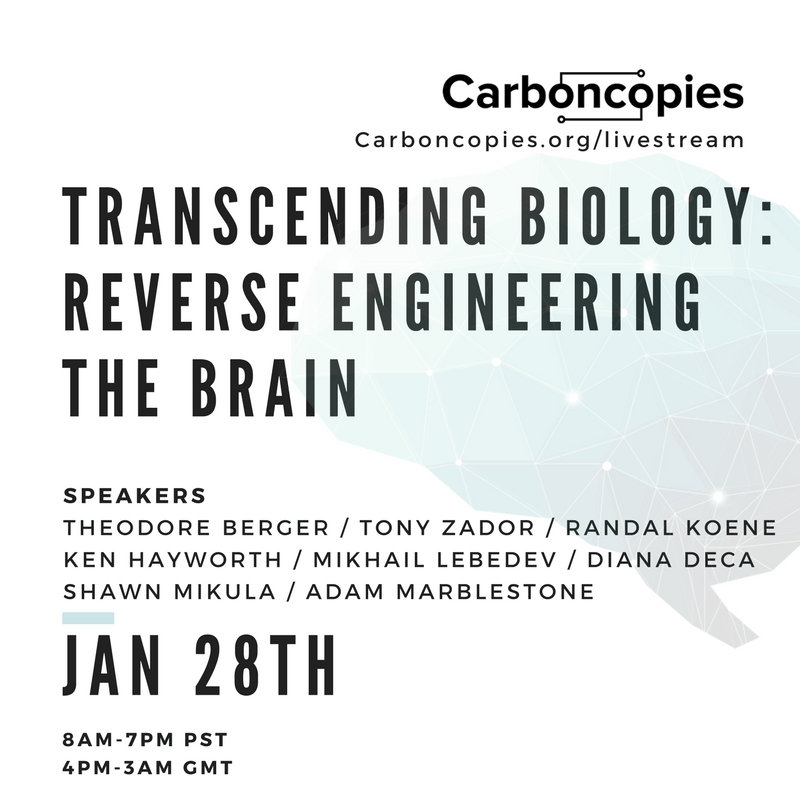 Carboncopies
Carboncopies.org/livestream
TRANSCENDING BIOLOGY:
REVERSE ENGINEERING
THE BRAIN
SPEAKERS
THEODORE BERGER / TONY ZADOR / RANDAL KOENE
KEN HAYWORTH / MIKHAIL LEBEDEV / DIANA DECA
SHAWN MIKULA / ADAM MARBLESTONE
JAN 28TH
8AM-7PM PST
4PM-3AM GMT